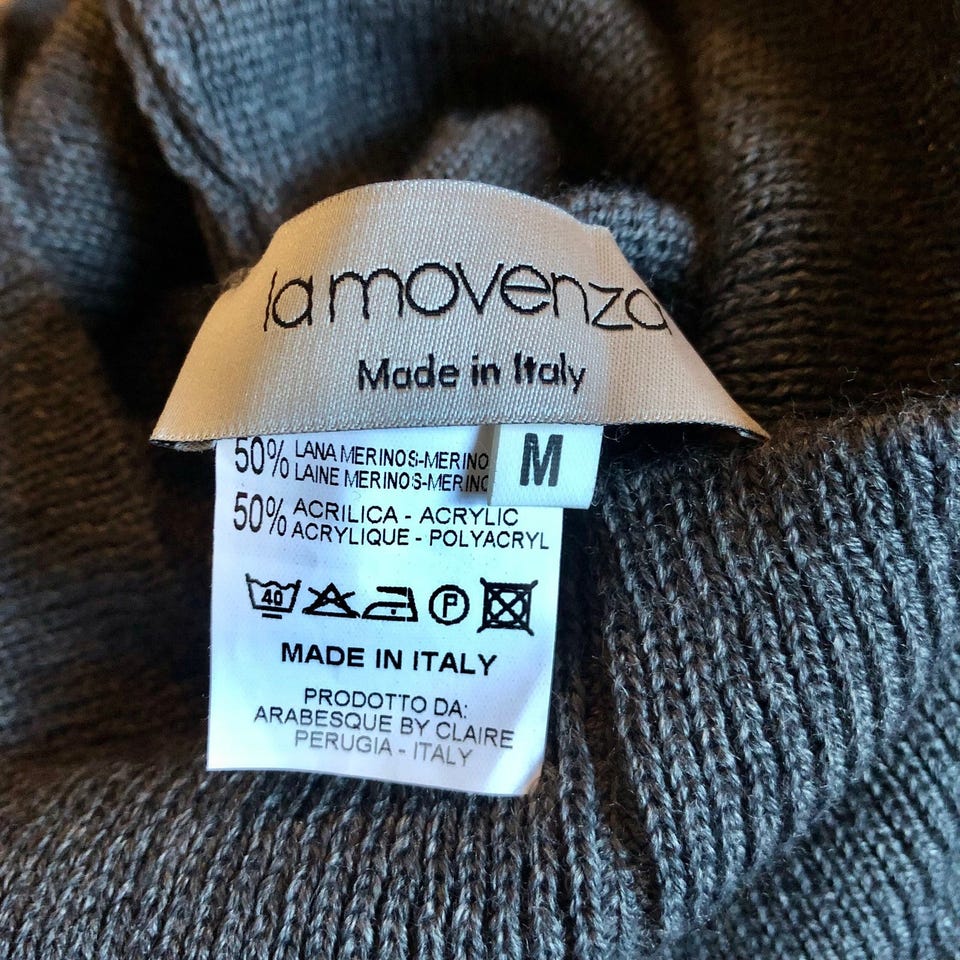 la movenza
Made in Italy
M
50% LANA MERINOS-MERINO
LAINE MERINOS-MERINO
50% ACRILICA - ACRYLIC
ACRYLIQUE - POLYACRYL
40 P
MADE IN ITALY
PRODOTTO DA:
ARABESQUE BY CLAIRE
PERUGIA - ITALY